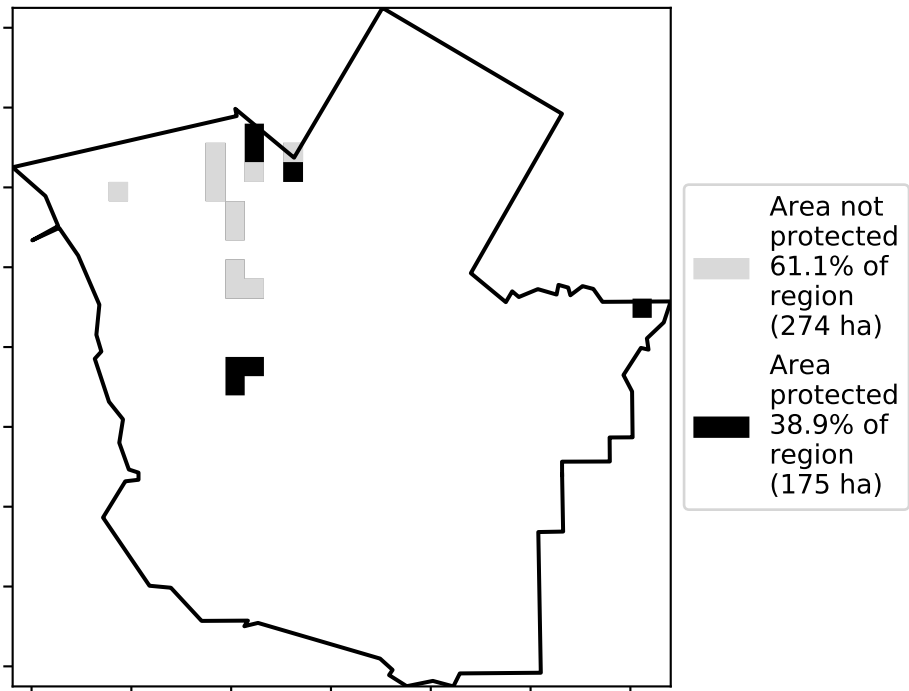 Area not
protected
61.1% of
region
(274 ha)
Area
protected
38.9% of
region
(175 ha)